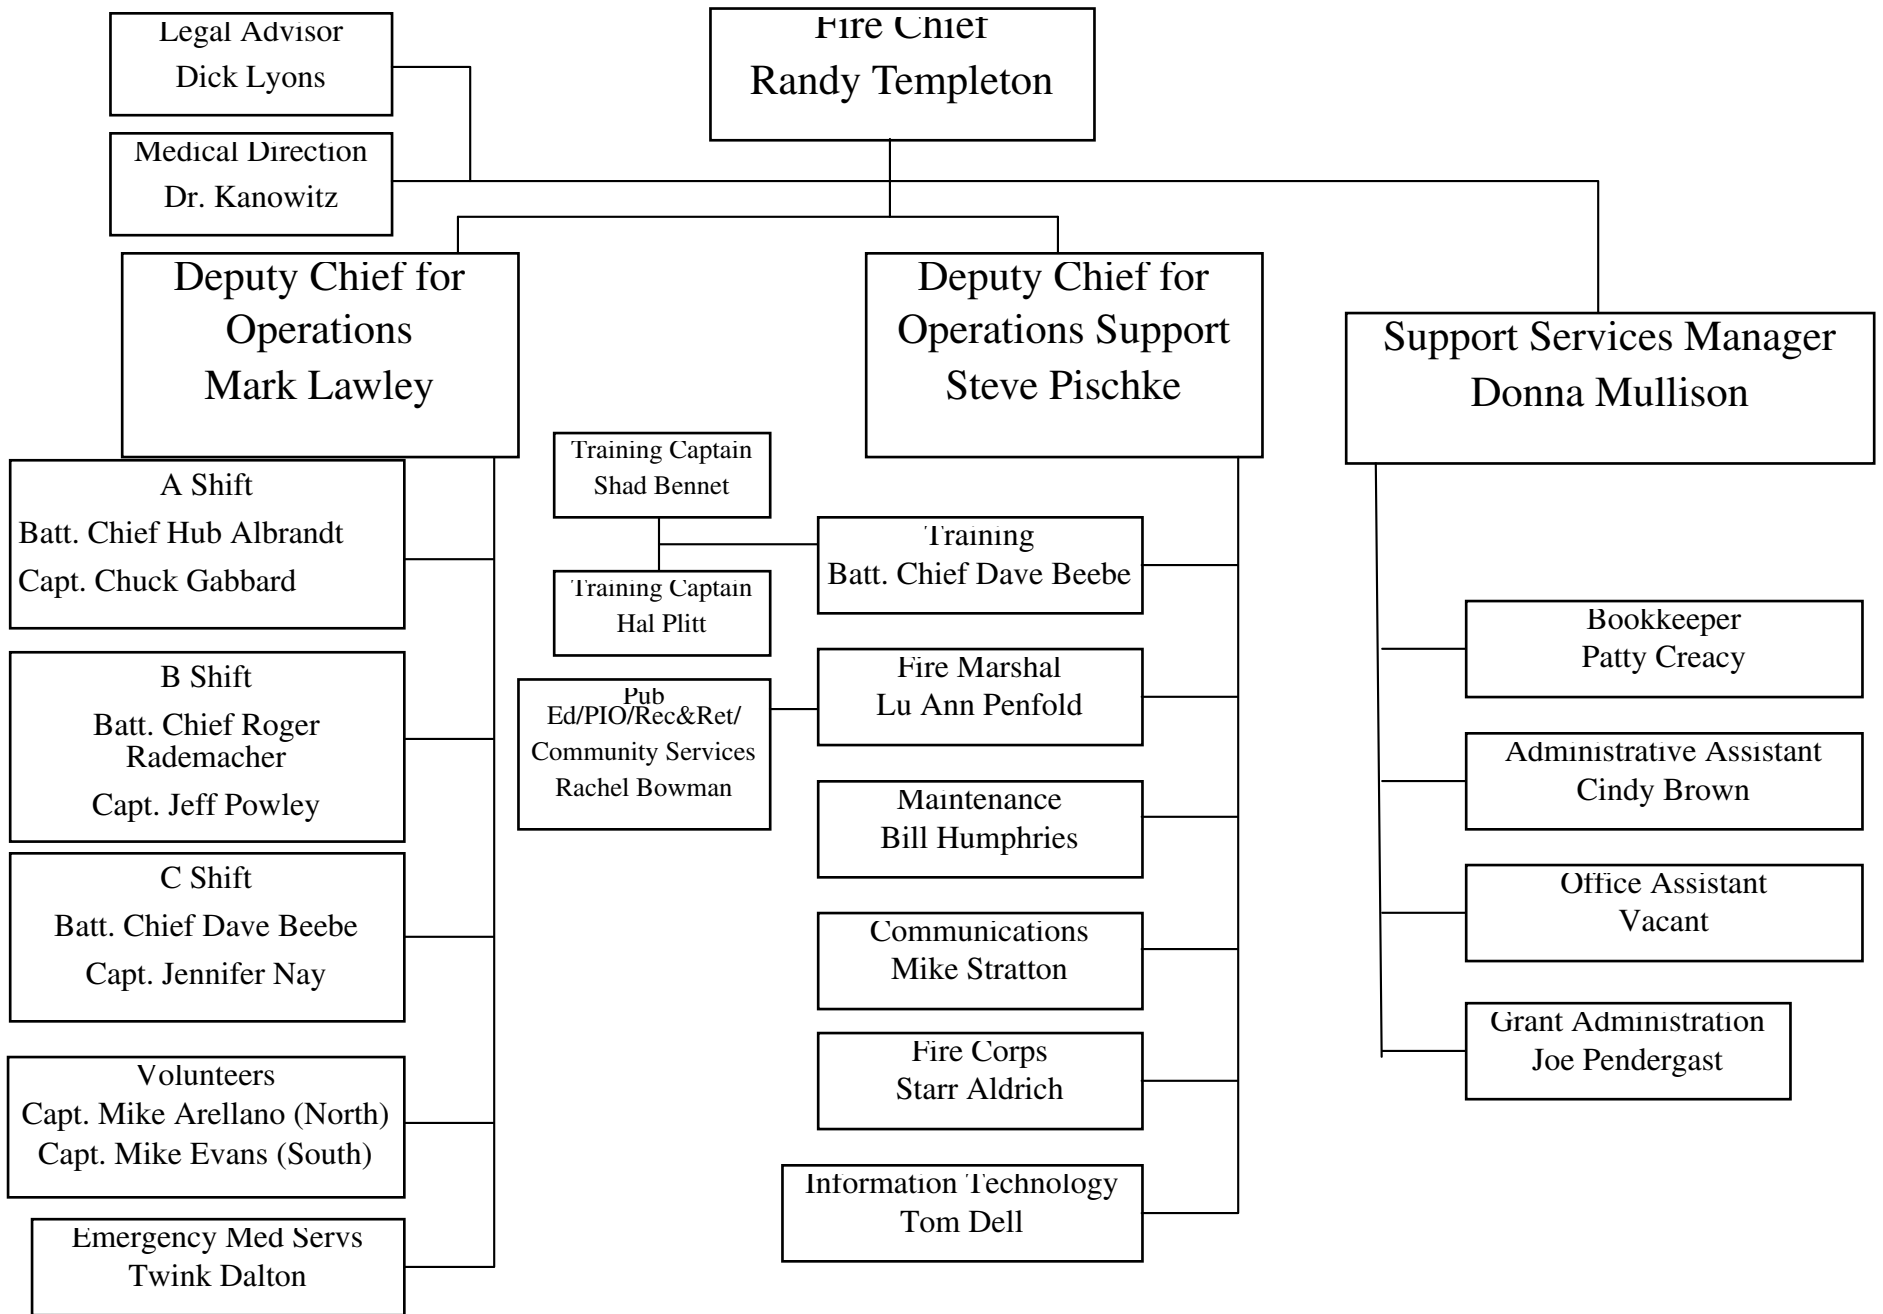 Legal Advisor
Dick Lyons
Fire Chief
Randy Templeton
Medical Direction
Dr. Kanowitz
Deputy Chief for
Operations
Mark Lawley
Deputy Chief for
Operations Support
Steve Pischke
Support Services Manager
Donna Mullison
A Shift
Batt. Chief Hub Albrandt
Capt. Chuck Gabbard
B Shift
Batt. Chief Roger
Rademacher
Capt. Jeff Powley
C Shift
Batt. Chief Dave Beebe
Capt. Jennifer Nay
Volunteers
Capt. Mike Arellano (North)
Capt. Mike Evans (South)
Emergency Med Servs
Twink Dalton
Training Captain
Shad Bennet
Training Captain
Hal Plitt
Pub
Ed/PIO/Rec&Ret/
Community Services
Rachel Bowman
Training
Batt. Chief Dave Beebe
Fire Marshal
Lu Ann Penfold
Maintenance
Bill Humphries
Communications
Mike Stratton
Fire Corps
Starr Aldrich
Information Technology
Tom Dell
Bookkeeper
Patty Creacy
Administrative Assistant
Cindy Brown
Office Assistant
Vacant
Grant Administration
Joe Pendergast